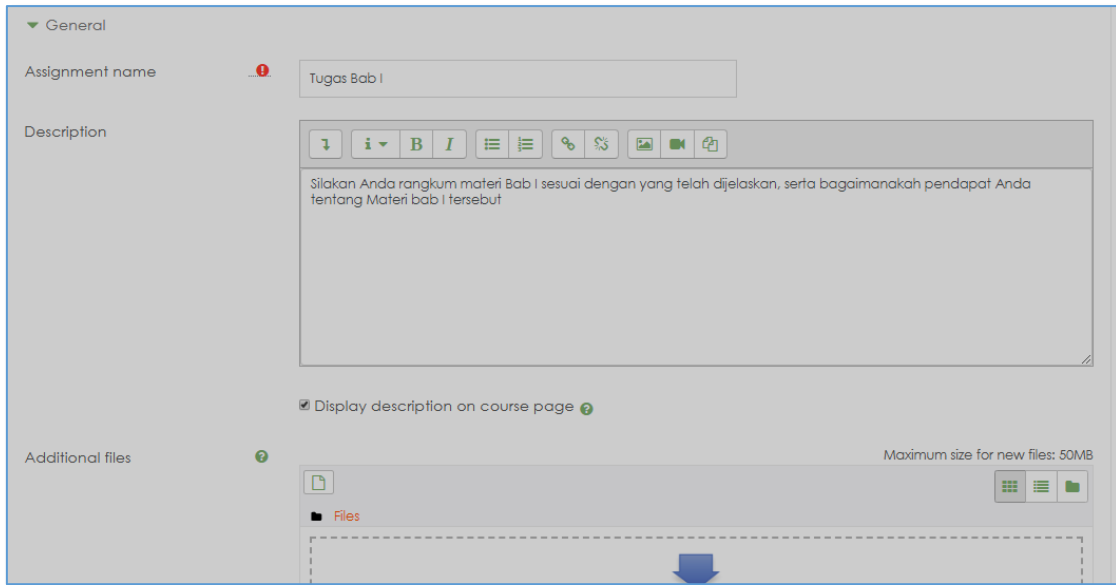 General
Assignment name
Tugas Bab I
Description
B I
Silakan Anda rangkum materi Bab I sesuai dengan yang telah dijelaskan, serta bagaimanakah pendapat Anda
tentang Materi bab I tersebut
Display description on course page
Additional files
Maximum size for new files: 50MB
Files